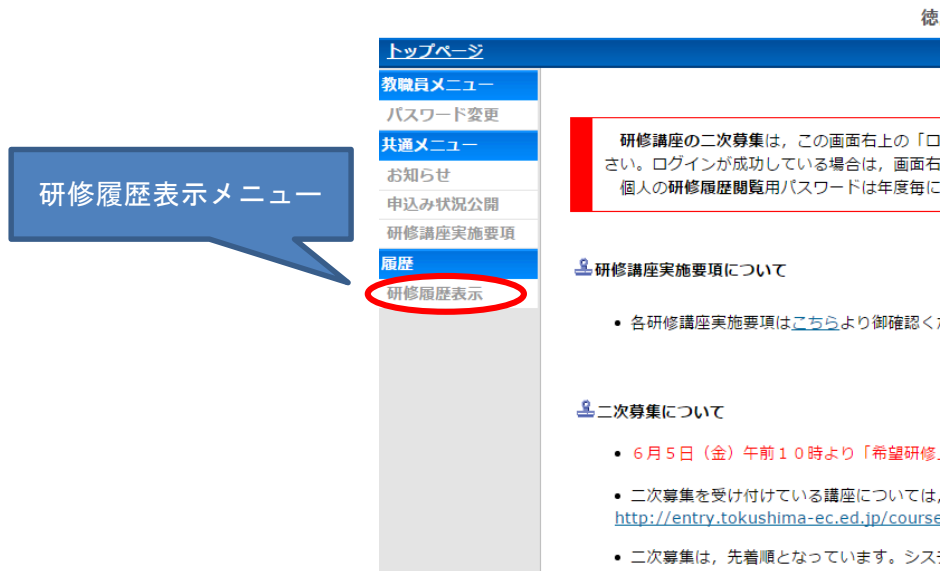 徳
トップページ
教職員メニュー
パスワード変更
共通メニュー
お知らせ
申込み状況公開
研修講座実施要項
履歴
研修履歴表示
研修履歴表示メニュー
研修講座の二次募集は，この画面右上の「ロ
さい。ログインが成功している場合は，画面右
個人の研修履歴閲覧用パスワードは年度毎に
研修講座実施要項について
• 各研修講座実施要項はこちらより御確認く
二次募集について
• ６月５日（金）午前１０時より「希望研修」
• 二次募集を受け付けている講座については，
http://entry.tokushima-ec.ed.jp/course
• 二次募集は，先着順となっています。シス